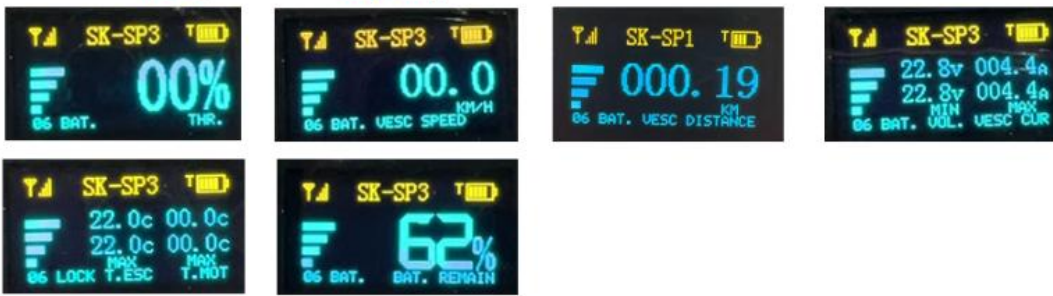 SK-SP3 T
00%
06 BAT. THR.
SK-SP3 T
00.0
KM/H
06 BAT. VESC SPEED
SK-SP1 T
000.19
KM
06 BAT. VESC DISTANCE
SK-SP3 T
22.8v 004.4A
22.8v 004.4A
MIN MAX
06 BAT. VOL. VESC CUR
SK-SP3 T
22.0c 00.0c
22.0c 00.0c
MAX MAX
06 LOCK T.ESC T.MOT
SK-SP3 T
62%
06 BAT. BAT. REMAIN